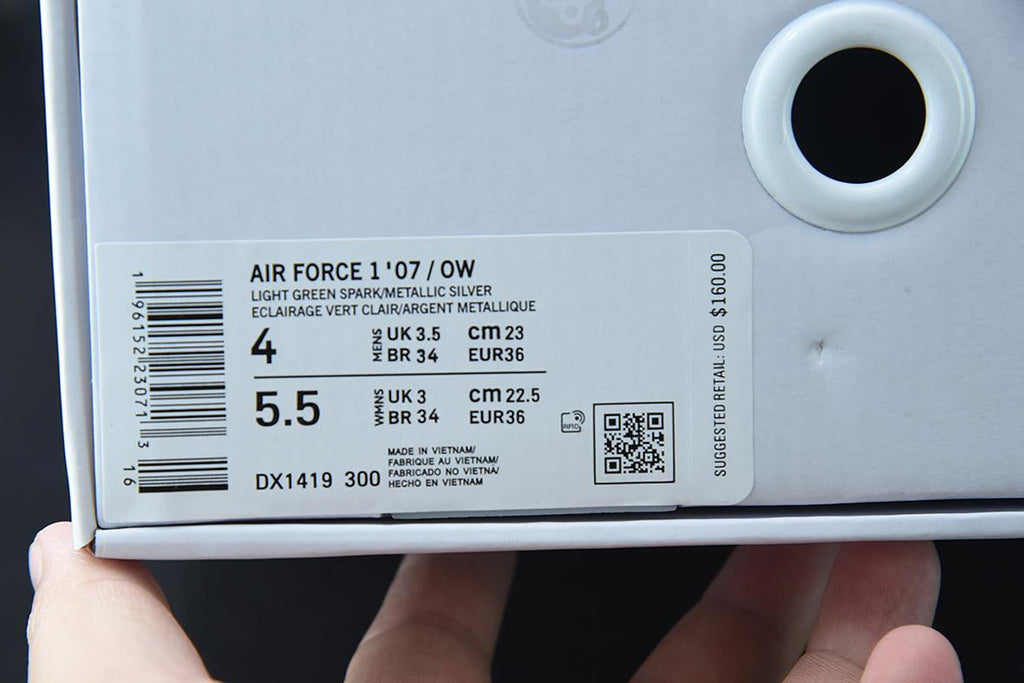 AIR FORCE 1 '07 / OW
LIGHT GREEN SPARK/METALLIC SILVER
ECLAIRAGE VERT CLAIR/ARGENT METALLIQUE
4 MENS UK 3.5 cm 23
BR 34 EUR36
5.5 WMNS UK 3 cm 22.5
BR 34 EUR36
DX1419 300
MADE IN VIETNAM/
FABRIQUE AU VIETNAM/
FABRICADO NO VIETNÃ/
HECHO EN VIETNAM
RFID
1 96152 23071 3
16
SUGGESTED RETAIL: USD $160.00